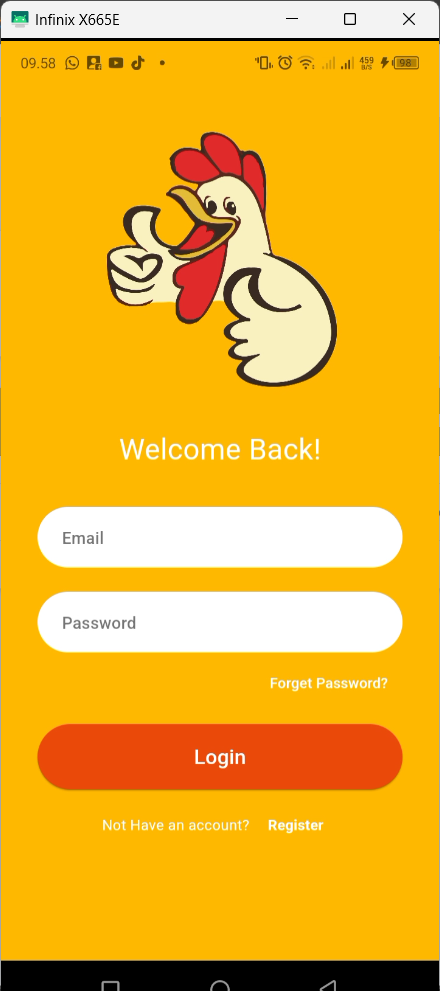 Infinix X665E
09.58
459
B/S
98
Welcome Back!
Email
Password
Forget Password?
Login
Not Have an account? Register